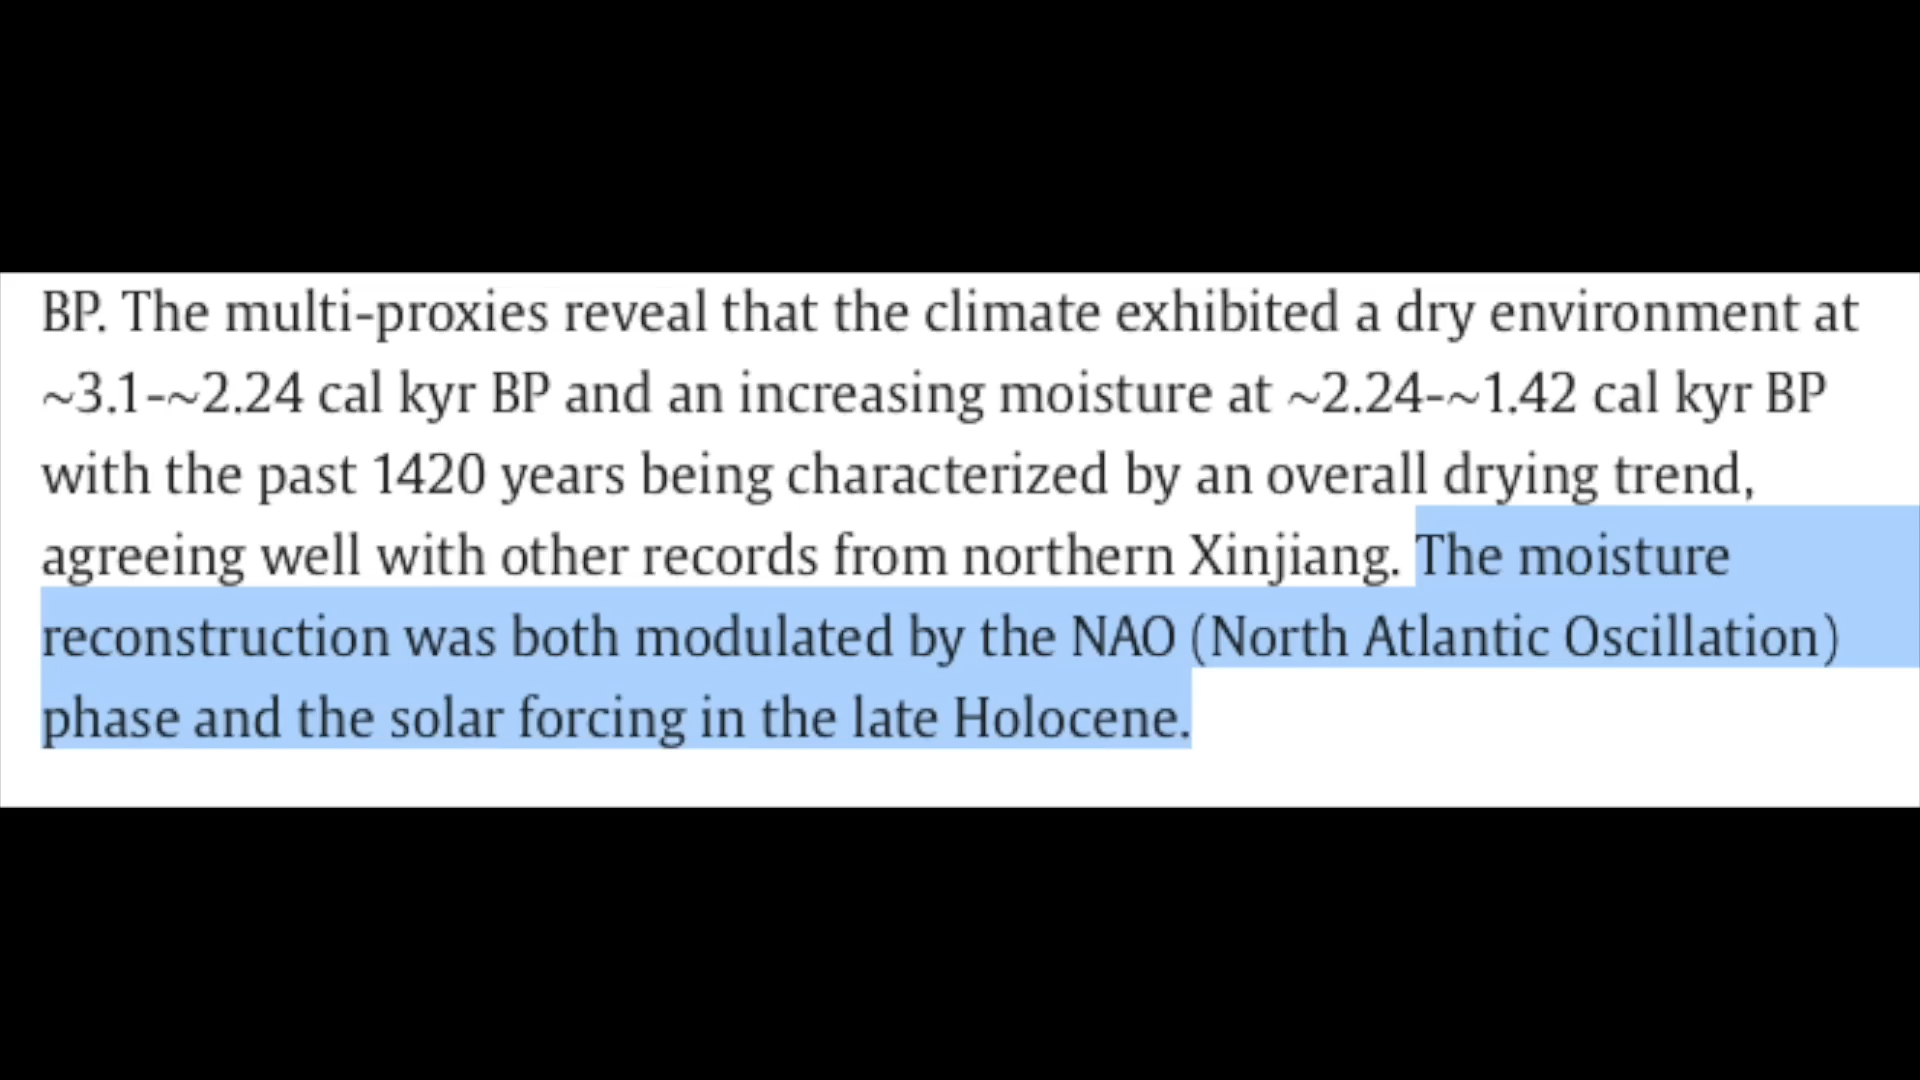 BP. The multi-proxies reveal that the climate exhibited a dry environment at
~3.1-~2.24 cal kyr BP and an increasing moisture at ~2.24-~1.42 cal kyr BP
with the past 1420 years being characterized by an overall drying trend,
agreeing well with other records from northern Xinjiang. The moisture
reconstruction was both modulated by the NAO (North Atlantic Oscillation)
phase and the solar forcing in the late Holocene.